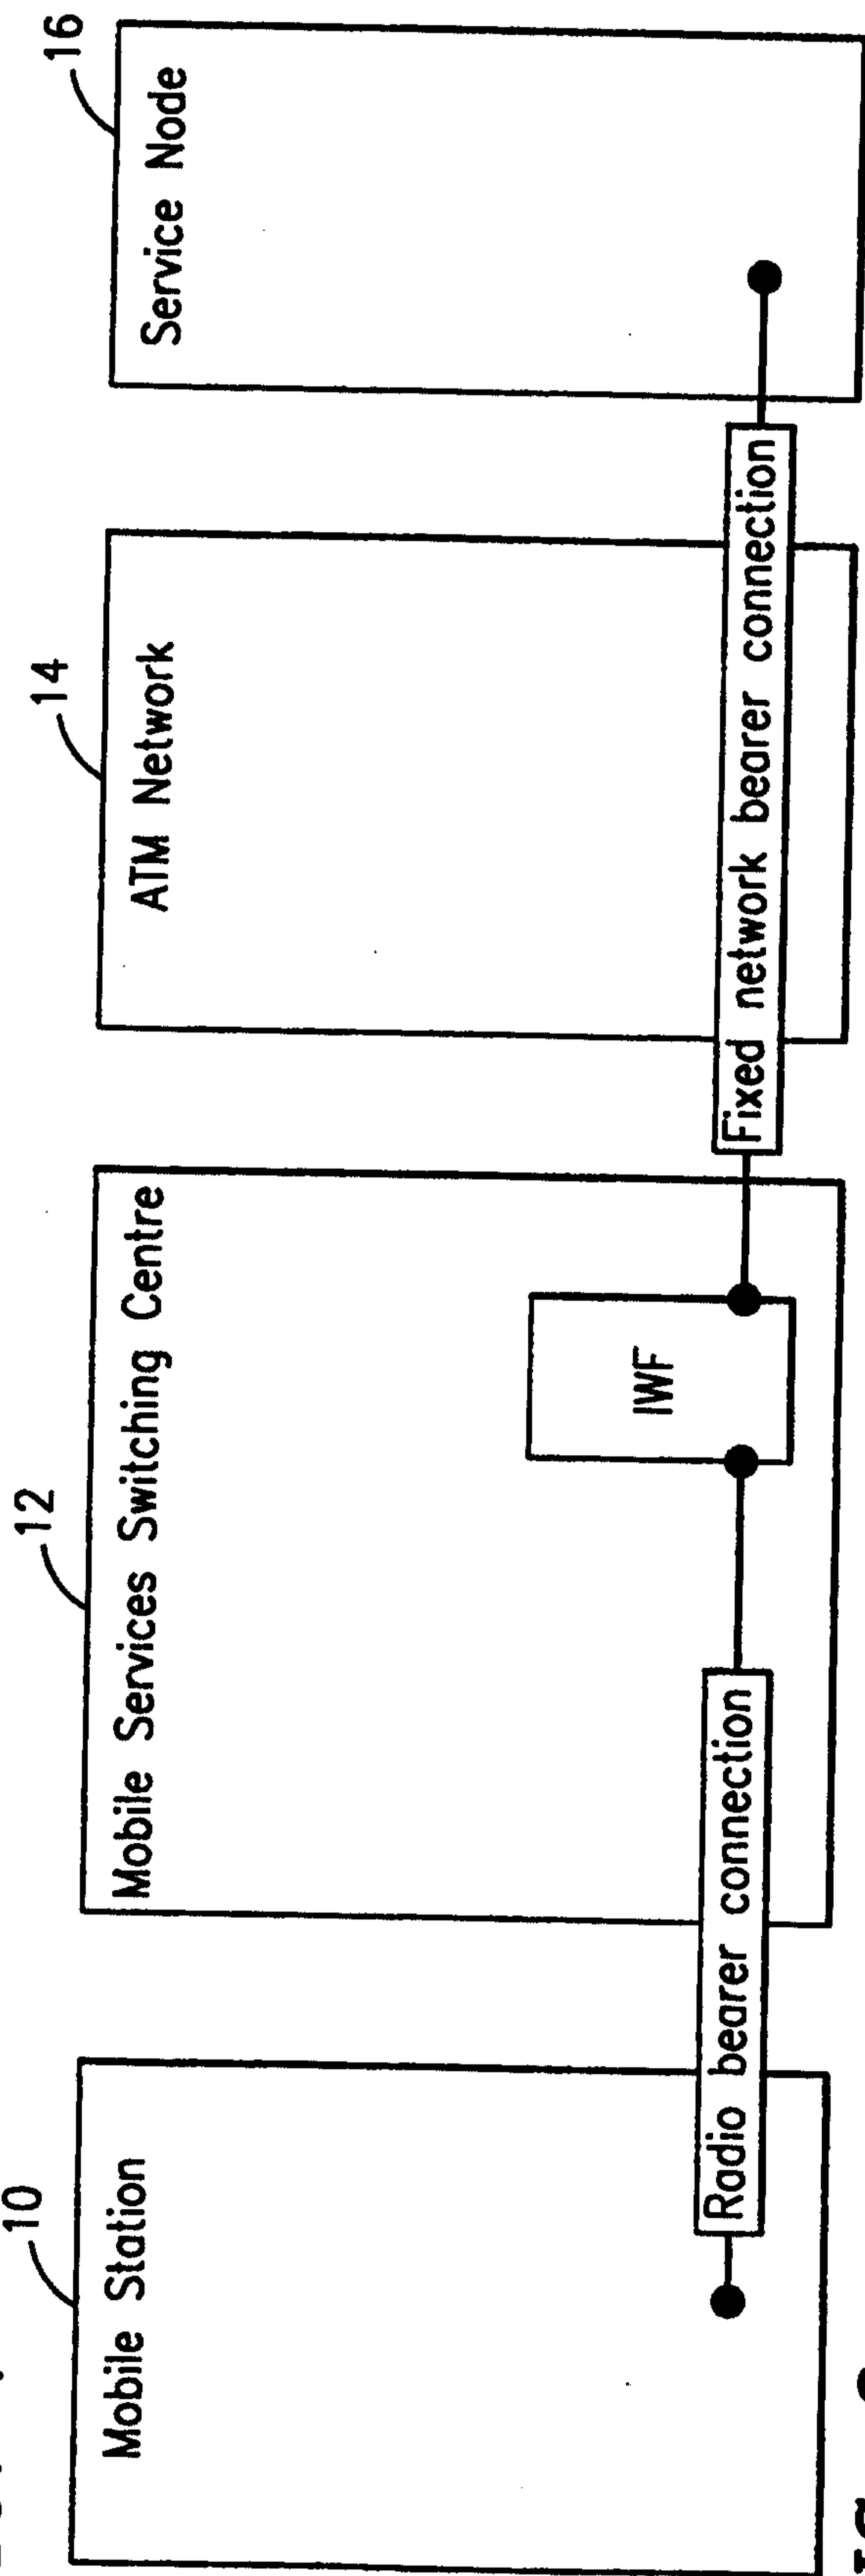 10
Mobile Station
12
Mobile Services Switching Centre
14
ATM Network
16
Service Node
IWF
Radio bearer connection
Fixed network bearer connection